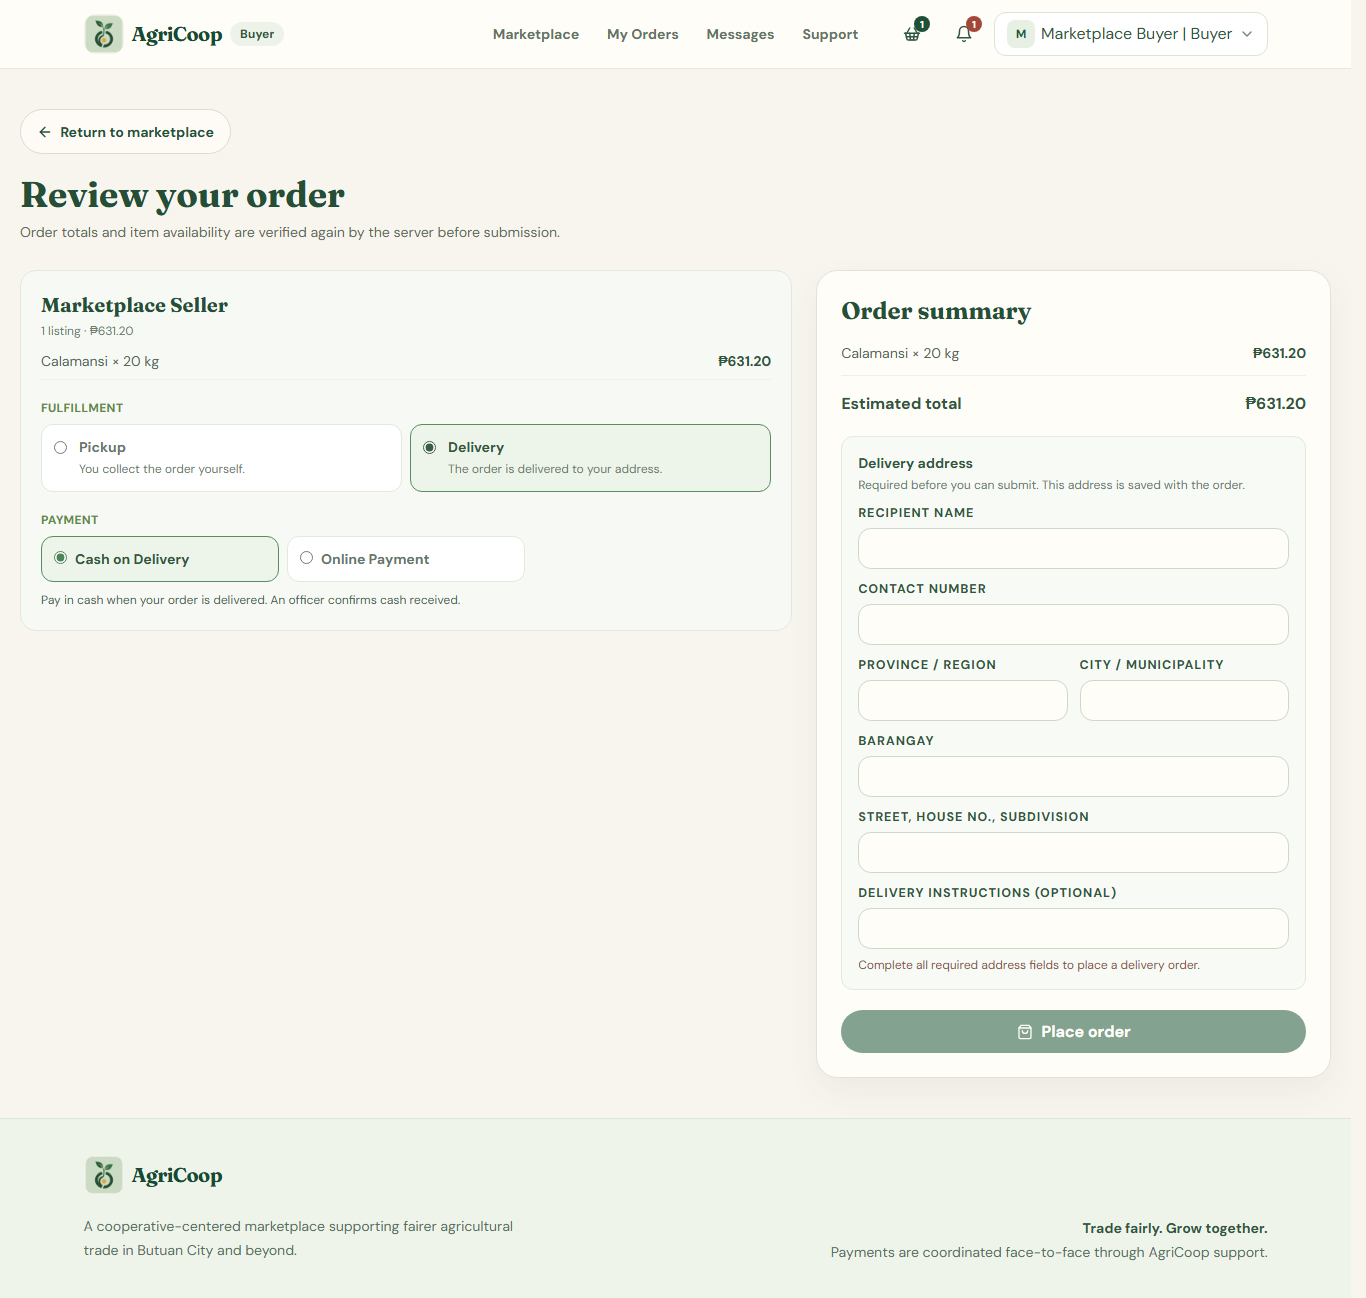 AgriCoop
Buyer
Marketplace
My Orders
Messages
Support
1
1
M
Marketplace Buyer | Buyer
Return to marketplace
Review your order
Order totals and item availability are verified again by the server before submission.
Marketplace Seller
1 listing · ₱631.20
Calamansi × 20 kg
₱631.20
FULFILLMENT
Pickup
You collect the order yourself.
Delivery
The order is delivered to your address.
PAYMENT
Cash on Delivery
Online Payment
Pay in cash when your order is delivered. An officer confirms cash received.
Order summary
Calamansi × 20 kg
₱631.20
Estimated total
₱631.20
Delivery address
Required before you can submit. This address is saved with the order.
RECIPIENT NAME
CONTACT NUMBER
PROVINCE / REGION
CITY / MUNICIPALITY
BARANGAY
STREET, HOUSE NO., SUBDIVISION
DELIVERY INSTRUCTIONS (OPTIONAL)
Complete all required address fields to place a delivery order.
Place order
AgriCoop
A cooperative-centered marketplace supporting fairer agricultural
trade in Butuan City and beyond.
Trade fairly. Grow together.
Payments are coordinated face-to-face through AgriCoop support.